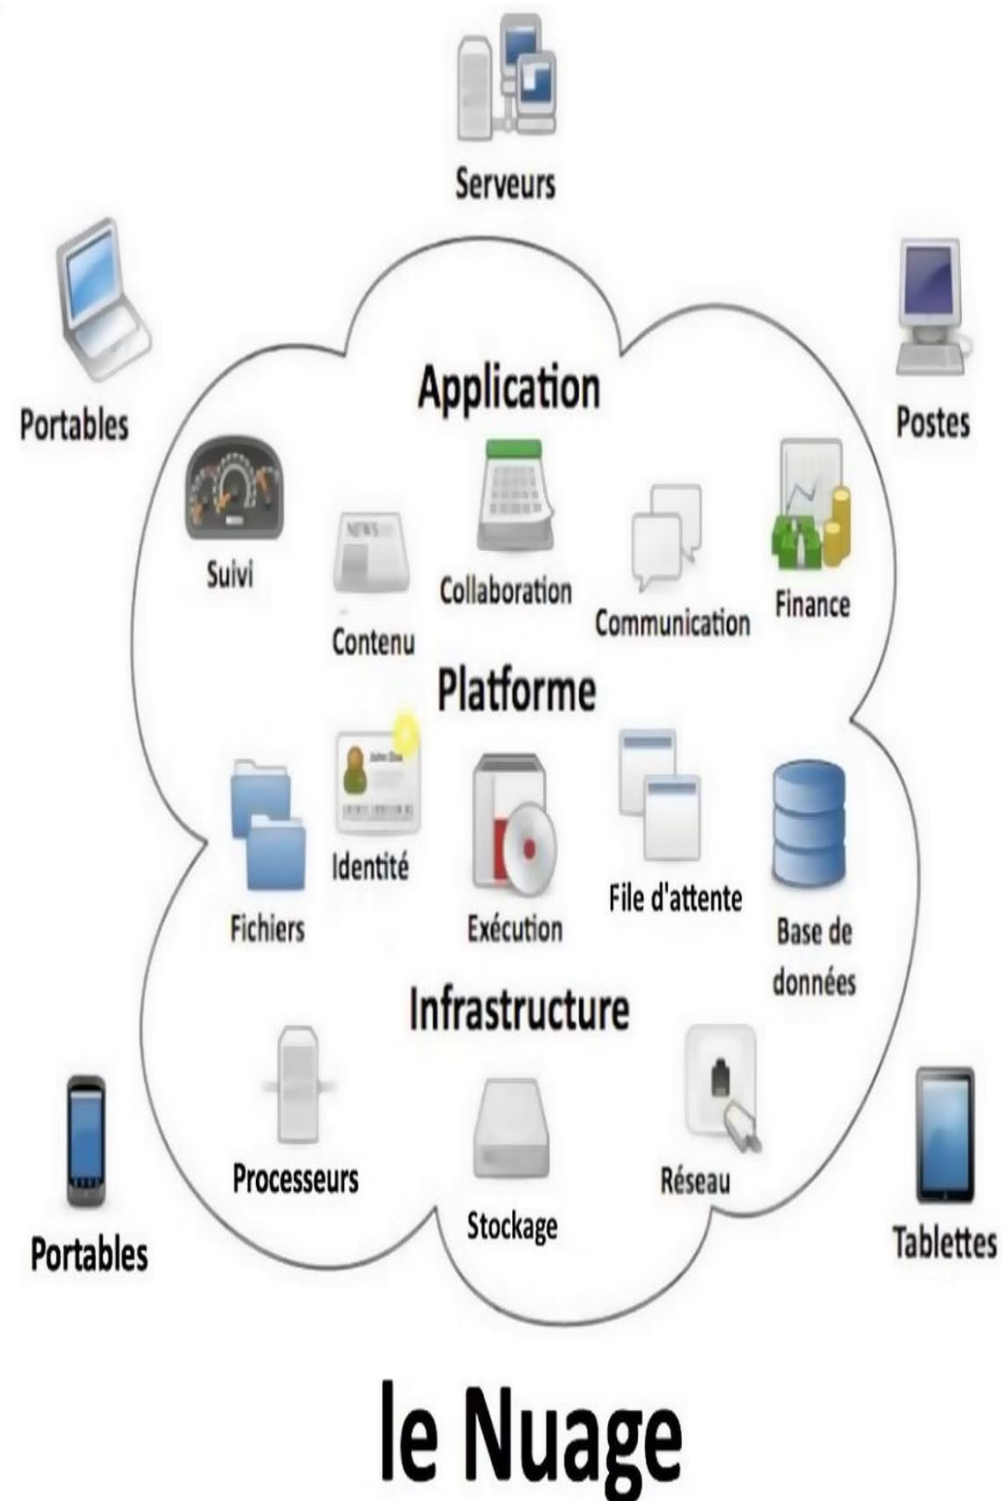 Serveurs
Portables
Postes
Application
Suivi
NEWS
Contenu
Collaboration
Communication
Finance
Platforme
Identité
Fichiers
Exécution
File d'attente
Base de
données
Infrastructure
Processeurs
Stockage
Réseau
Portables
Tablettes
le Nuage